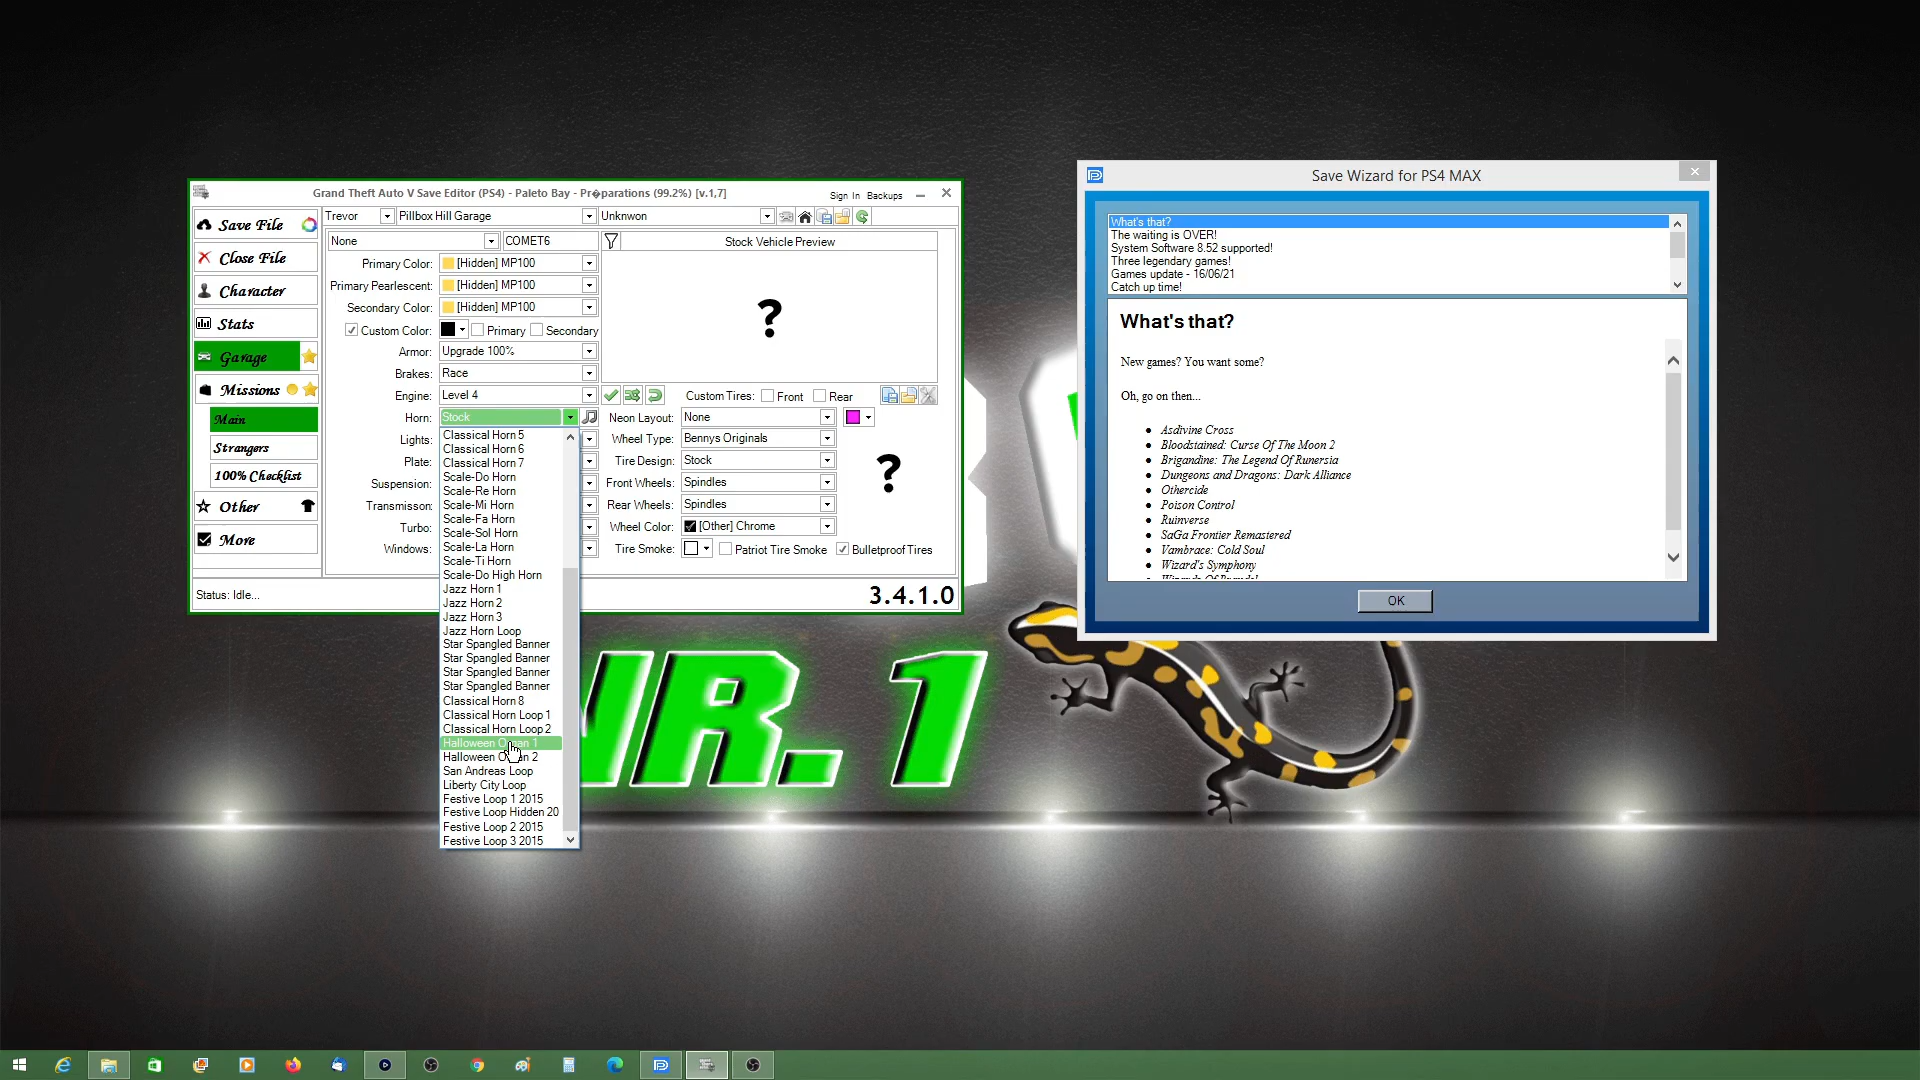 Grand Theft Auto V Save Editor (PS4) - Paleto Bay - Pr�parations (99.2%) [v.1,7]
Sign In Backups
Save File
Close File
Character
Stats
Garage
Missions
Main
Strangers
100% Checklist
Other
More
Trevor
Pillbox Hill Garage
Unknwon
None
COMET6
Stock Vehicle Preview
Primary Color: [Hidden] MP100
Primary Pearlescent: [Hidden] MP100
Secondary Color: [Hidden] MP100
Custom Color: Primary Secondary
Armor: Upgrade 100%
Brakes: Race
Engine: Level 4
Horn: Stock
Lights:
Plate:
Suspension:
Transmisson:
Turbo:
Windows:
?
Custom Tires: Front Rear
Neon Layout: None
Wheel Type: Bennys Originals
Tire Design: Stock
Front Wheels: Spindles
Rear Wheels: Spindles
Wheel Color: [Other] Chrome
Tire Smoke: Patriot Tire Smoke Bulletproof Tires
?
Classical Horn 5
Classical Horn 6
Classical Horn 7
Scale-Do Horn
Scale-Re Horn
Scale-Mi Horn
Scale-Fa Horn
Scale-Sol Horn
Scale-La Horn
Scale-Ti Horn
Scale-Do High Horn
Jazz Horn 1
Jazz Horn 2
Jazz Horn 3
Jazz Horn Loop
Star Spangled Banner
Star Spangled Banner
Star Spangled Banner
Star Spangled Banner
Classical Horn 8
Classical Horn Loop 1
Classical Horn Loop 2
Halloween 1
Halloween 2
San Andreas Loop
Liberty City Loop
Festive Loop 1 2015
Festive Loop Hidden 20
Festive Loop 2 2015
Festive Loop 3 2015
Status: Idle...
3.4.1.0
Save Wizard for PS4 MAX
What's that?
The waiting is OVER!
System Software 8.52 supported!
Three legendary games!
Games update - 16/06/21
Catch up time!
What's that?
New games? You want some?
Oh, go on then...
Asdivine Cross
Bloodstained: Curse Of The Moon 2
Brigandine: The Legend Of Runersia
Dungeons and Dragons: Dark Alliance
Othercide
Poison Control
Ruinverse
SaGa Frontier Remastered
Vambrace: Cold Soul
Wizard's Symphony
OK
NR. 1